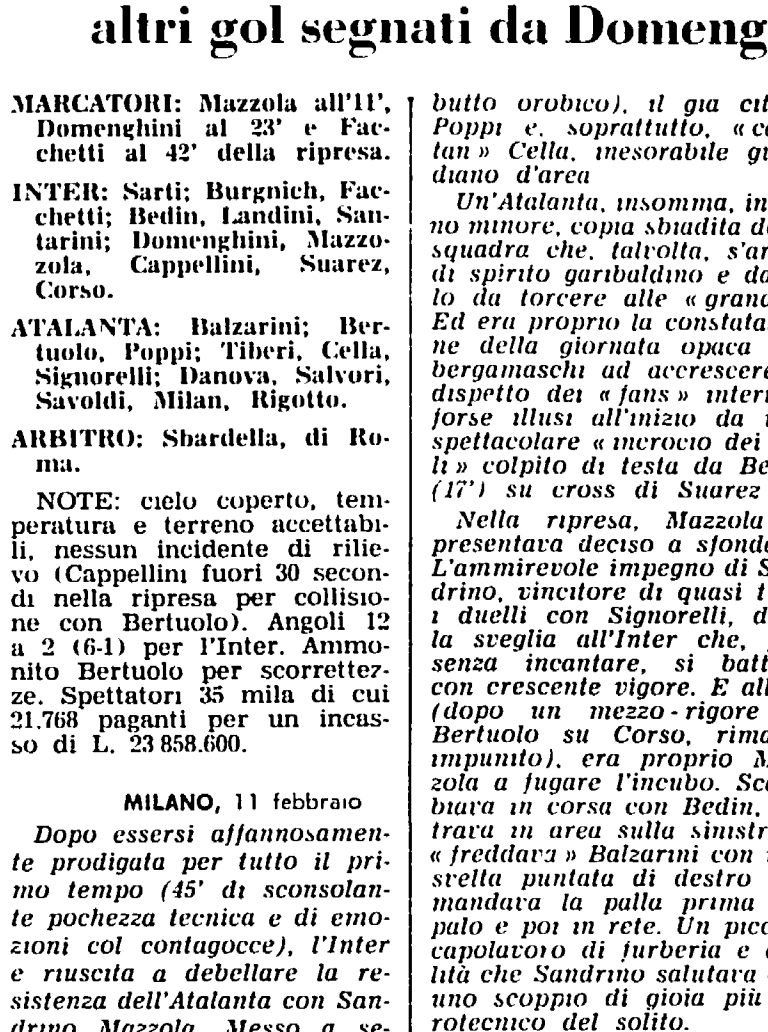 altri gol segnati da Domeng
MARCATORI: Mazzola all'11',
Domenghini al 23' e Fac-
chetti al 42' della ripresa.
INTER: Sarti; Burgnich, Fac-
chetti; Bedin, Landini, San-
tarini; Domenghini, Mazzo-
zola, Cappellini, Suarez,
Corso.
ATALANTA: Balzarini; Ber-
tuolo, Poppi; Tiberi, Cella,
Signorelli; Danova, Salvori,
Savoldi, Milan, Rigotto.
ARBITRO: Sbardella, di Ro-
ma.
NOTE: cielo coperto, tem-
peratura e terreno accettabi-
li, nessun incidente di rilie-
vo (Cappellini fuori 30 secon-
di nella ripresa per collisio-
ne con Bertuolo). Angoli 12
a 2 (6-1) per l'Inter. Ammo-
nito Bertuolo per scorrettez-
ze. Spettatori 35 mila di cui
21.768 paganti per un incas-
so di L. 23 858.600.
MILANO, 11 febbraio
Dopo essersi affannosamen-
te prodigata per tutto il pri-
mo tempo (45' di sconsolan-
te pochezza tecnica e di emo-
zioni col contagocce), l'Inter
e riuscita a debellare la re-
sistenza dell'Atalanta con San-
drino Mazzola. Messo a se-
butto orobico), il gia cit
Poppi e, soprattutto, « ca
tan » Cella, inesorabile gu
diano d'area
Un'Atalanta, insomma, in
no minore, copia sbiadita de
squadra che, talvolta, s'ar
di spirito garibaldino e da
lo da torcere alle « grand
Ed era proprio la constata
ne della giornata opaca
bergamaschi ad accrescere
dispetto dei « fans » intern
forse illusi all'inizio da
spettacolare « incrocio dei
li » colpito di testa da Be
(17') su cross di Suarez
Nella ripresa, Mazzola
presentava deciso a sfonda
L'ammirevole impegno di S
drino, vincitore di quasi t
i duelli con Signorelli, d
la sveglia all'Inter che,
senza incantare, si batt
con crescente vigore. E all
(dopo un mezzo-rigore
Bertuolo su Corso, rima
impunito), era proprio M
zola a fugare l'incubo. Sca
biava in corsa con Bedin,
trava in area sulla sinistr
« freddava » Balzarini con
svelta puntata di destro
mandava la palla prima
palo e poi in rete. Un picc
capolavoro di furberia e
lità che Sandrino salutava
uno scoppio di gioia più
rotecnico del solito.